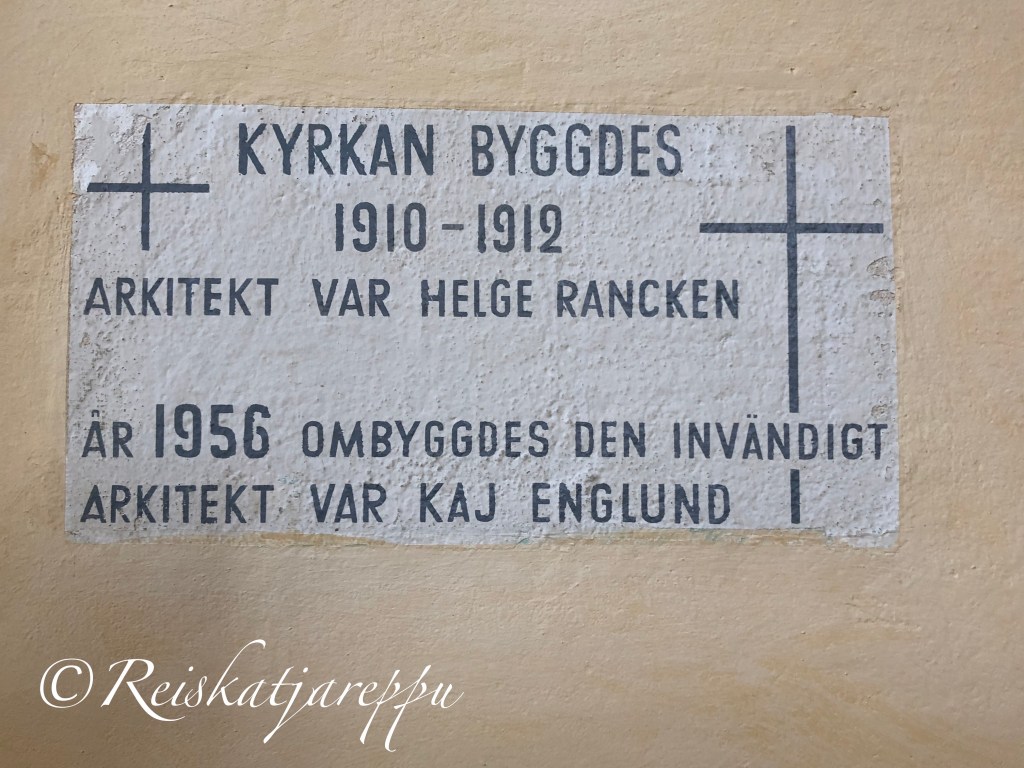 KYRKAN BYGGDES
1910 – 1912
ARKITEKT VAR HELGE RANCKEN
ÅR 1956 OMBYGGDES DEN INVÄNDIGT
ARKITEKT VAR KAJ ENGLUND
©Reiskatjareppu